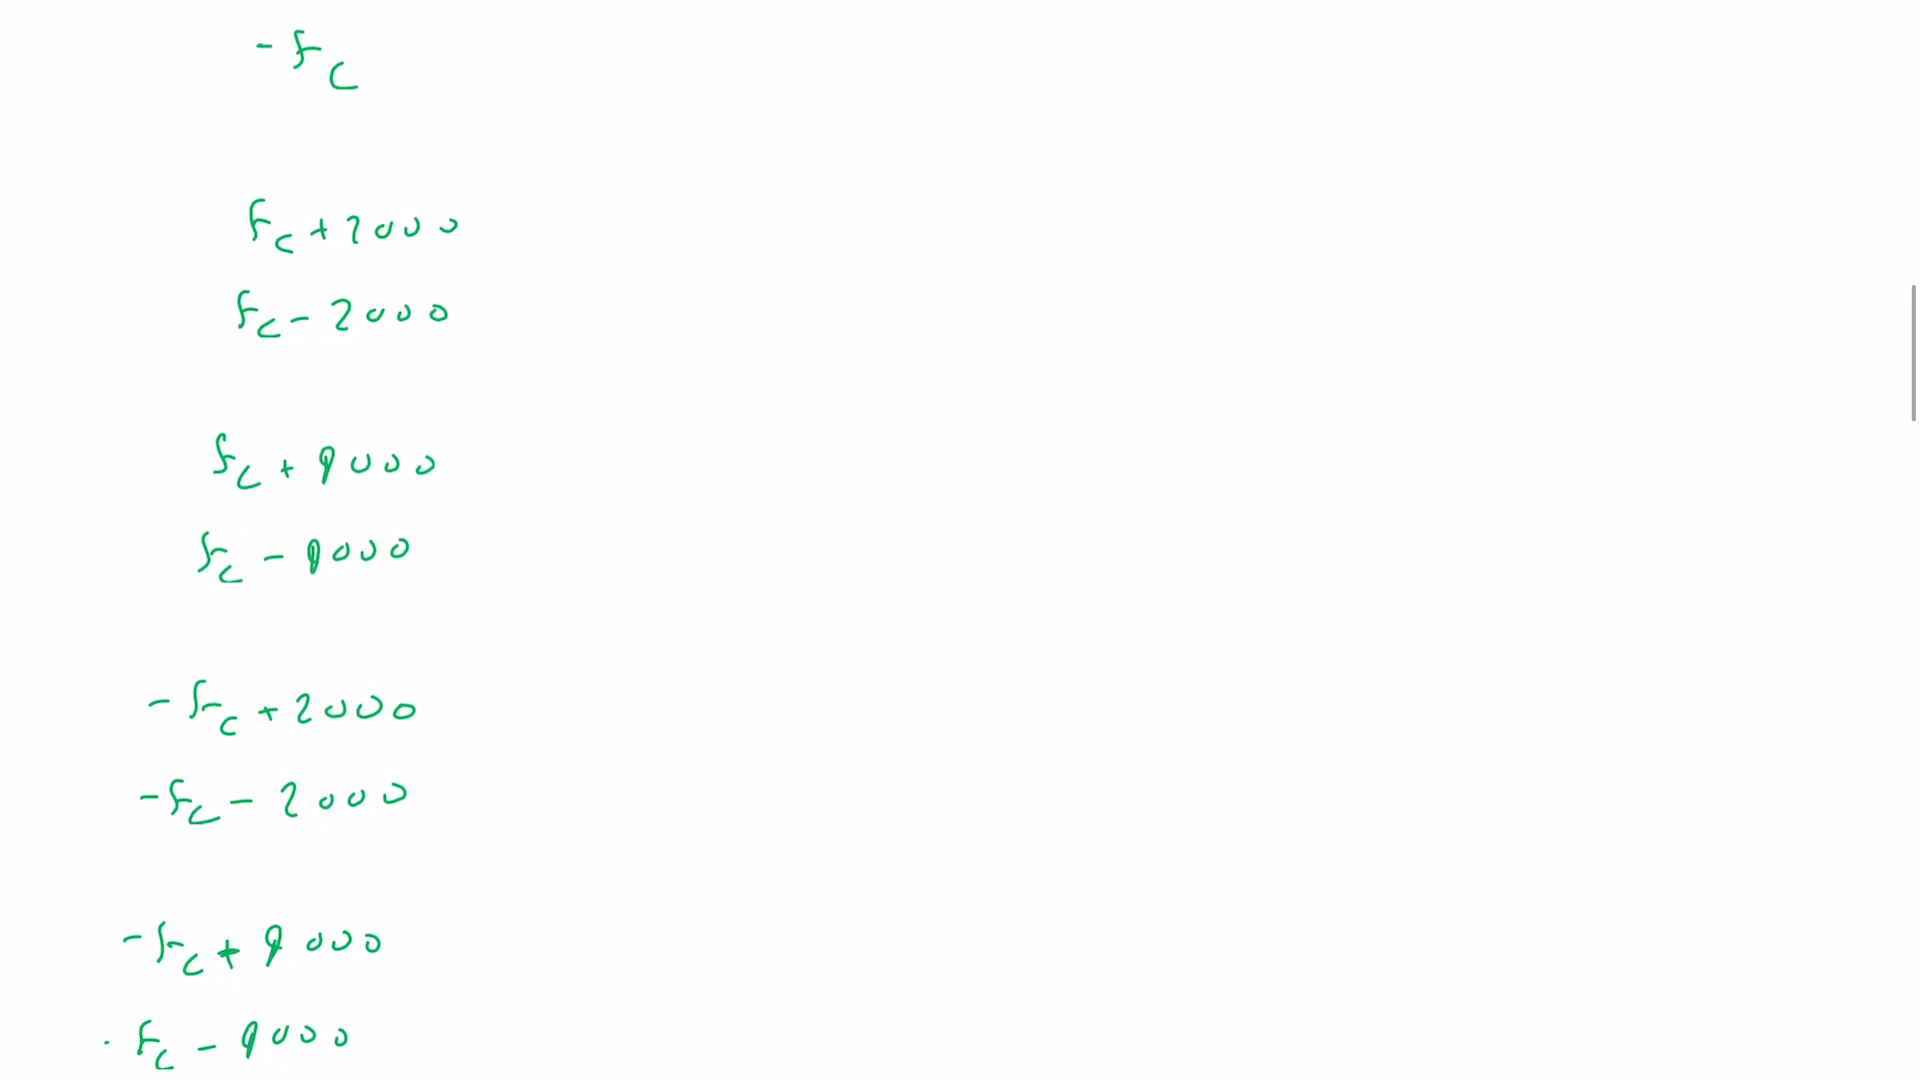 - fc
fc + 2000
fc - 2000
fc + 9000
fc - 9000
- fc + 2000
- fc - 2000
- fc + 9000
. fc - 9000